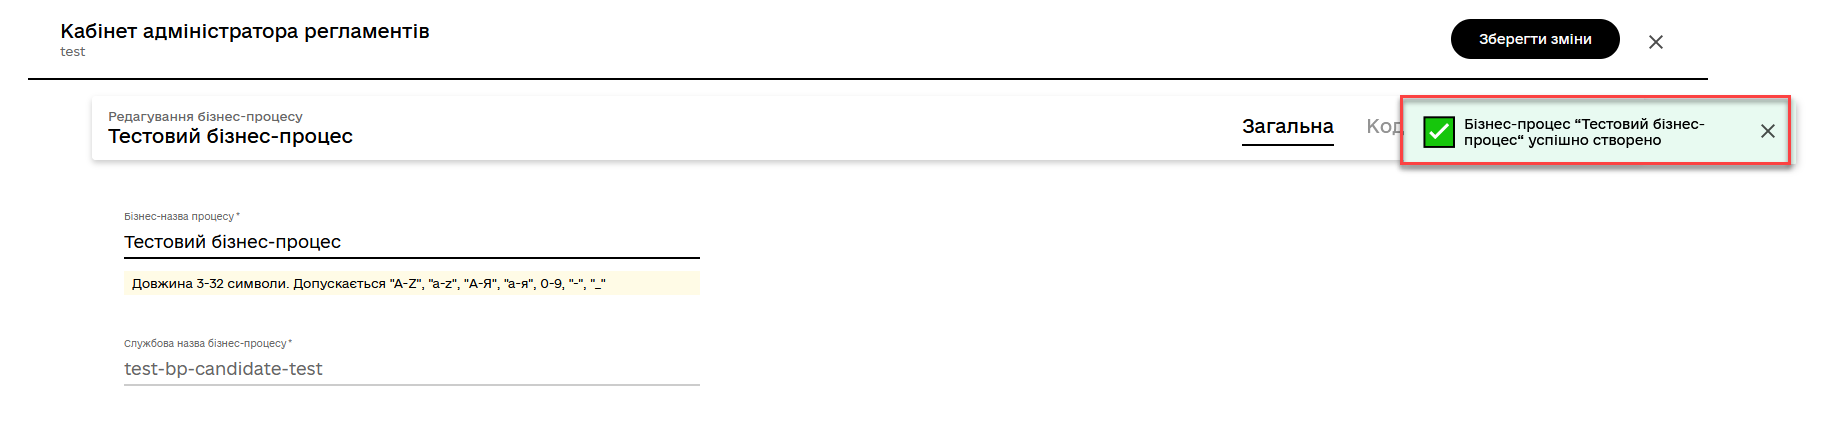 Кабінет адміністратора регламентів
test
Зберегти зміни
Редагування бізнес-процесу
Тестовий бізнес-процес
Загальна
Код
Бізнес-процес “Тестовий бізнес-
процес“ успішно створено
Бізнес-назва процесу*
Тестовий бізнес-процес
Довжина 3-32 символи. Допускається "A-Z", "a-z", "А-Я", "а-я", 0-9, "-", "_"
Службова назва бізнес-процесу*
test-bp-candidate-test